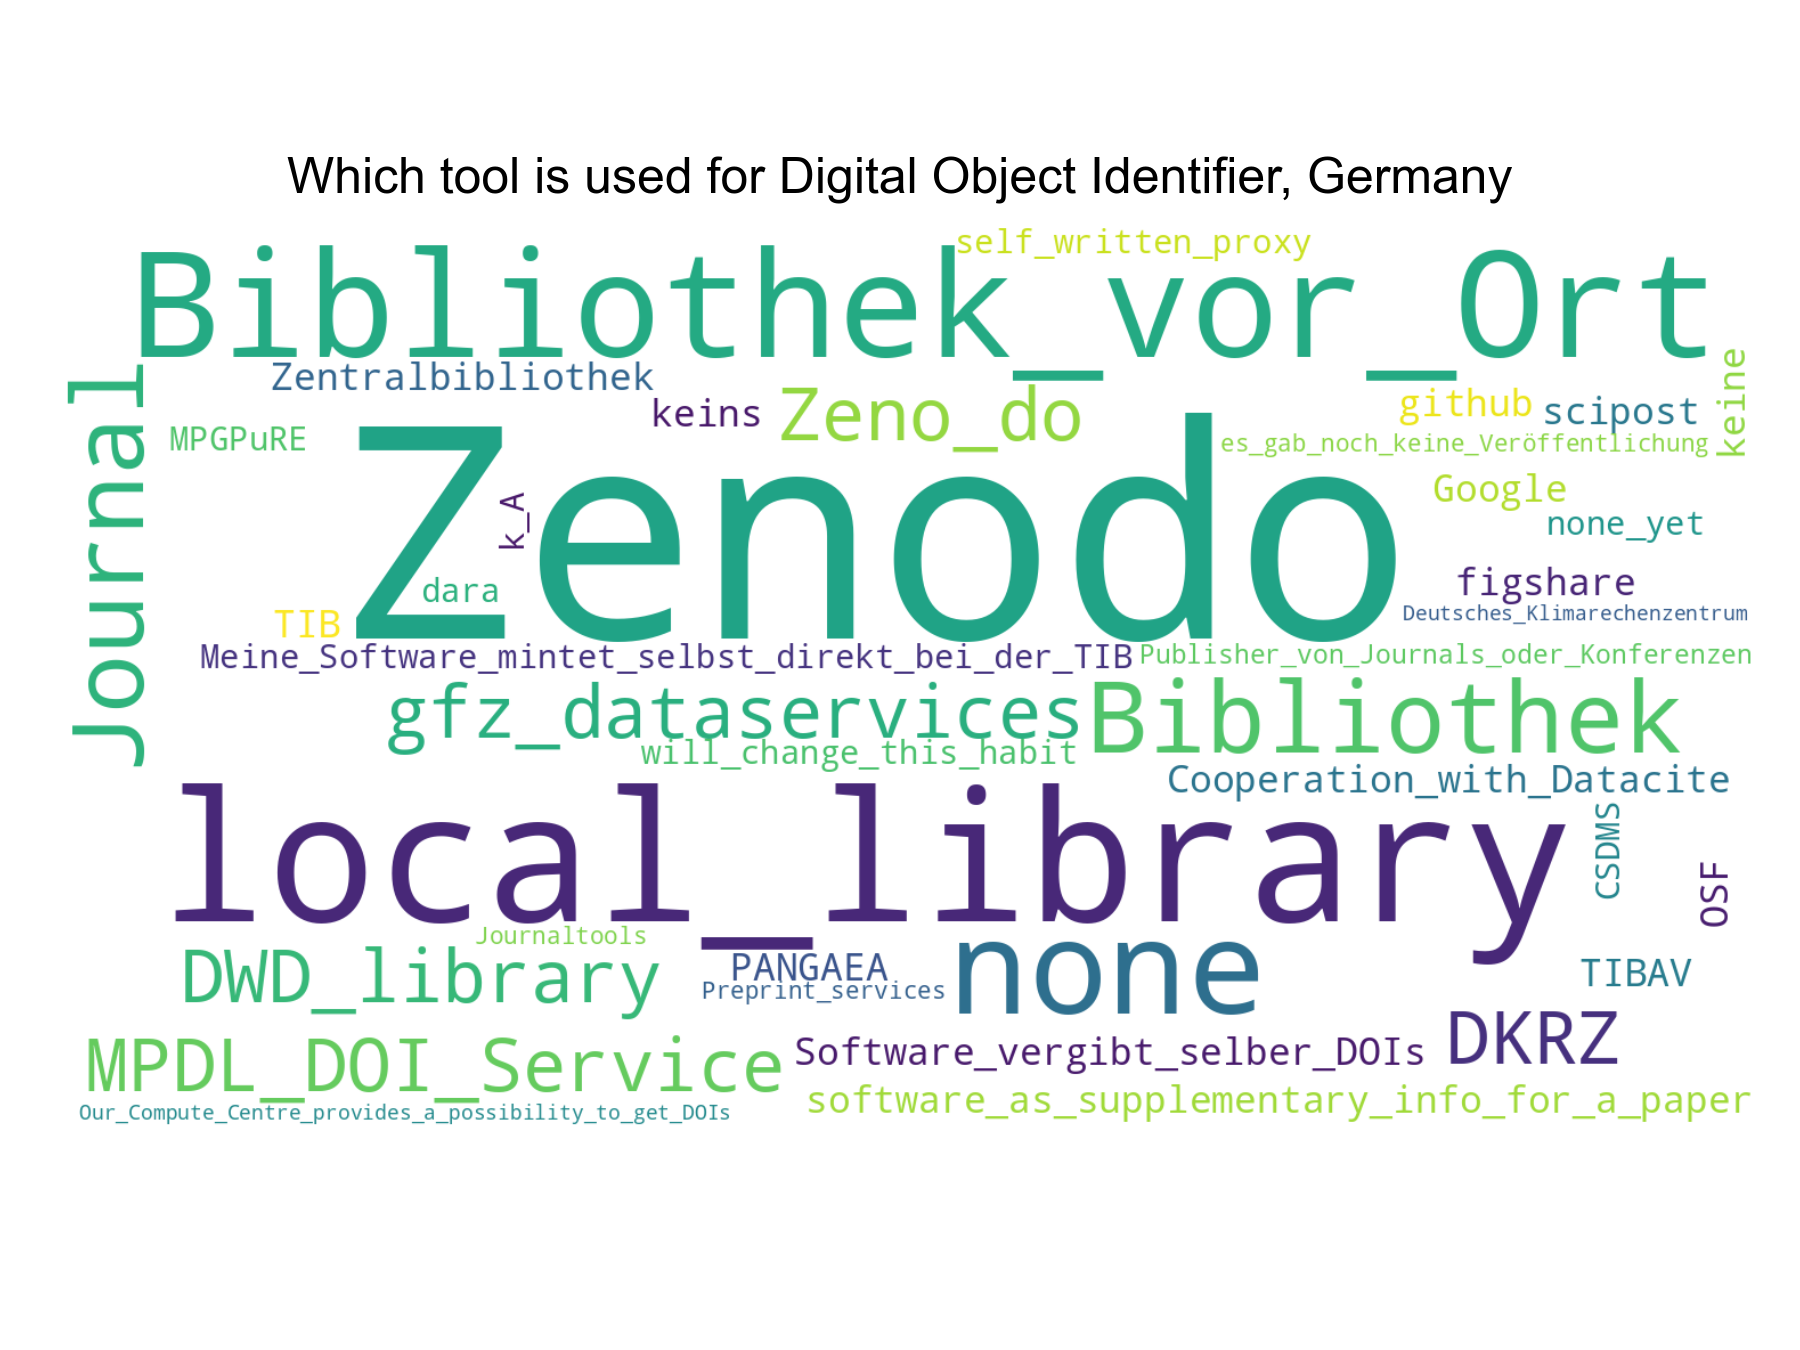 Which tool is used for Digital Object Identifier, Germany
self_written_proxy
Bibliothek_vor_Ort
Zentralbibliothek
keine
Journal
keins
Zeno_do
github
scipost
MPGPuRE
es_gab_noch_keine_Veröffentlichung
Zenodo
k_A
Google
none_yet
dara
figshare
TIB
Deutsches_Klimarechenzentrum
Meine_Software_mintet_selbst_direkt_bei_der_TIB
Publisher_von_Journals_oder_Konferenzen
gfz_dataservices
Bibliothek
will_change_this_habit
Cooperation_with_Datacite
local_library
CSDMS
OSF
Journaltools
DWD_library
PANGAEA
none
TIBAV
Preprint_services
MPDL_DOI_Service
Software_vergibt_selber_DOIs
DKRZ
software_as_supplementary_info_for_a_paper
Our_Compute_Centre_provides_a_possibility_to_get_DOIs